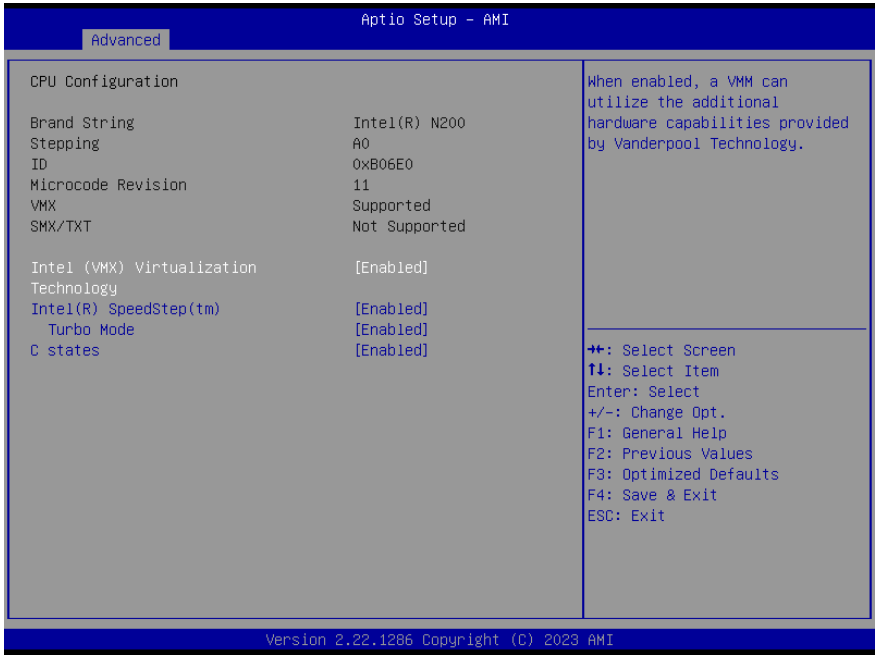 Aptio Setup – AMI
Advanced
CPU Configuration
Brand String Intel(R) N200
Stepping A0
ID 0xB06E0
Microcode Revision 11
VMX Supported
SMX/TXT Not Supported
Intel (VMX) Virtualization [Enabled]
Technology
Intel(R) SpeedStep(tm) [Enabled]
Turbo Mode [Enabled]
C states [Enabled]
When enabled, a VMM can
utilize the additional
hardware capabilities provided
by Vanderpool Technology.
→←: Select Screen
↑↓: Select Item
Enter: Select
+/-: Change Opt.
F1: General Help
F2: Previous Values
F3: Optimized Defaults
F4: Save & Exit
ESC: Exit
Version 2.22.1286 Copyright (C) 2023 AMI